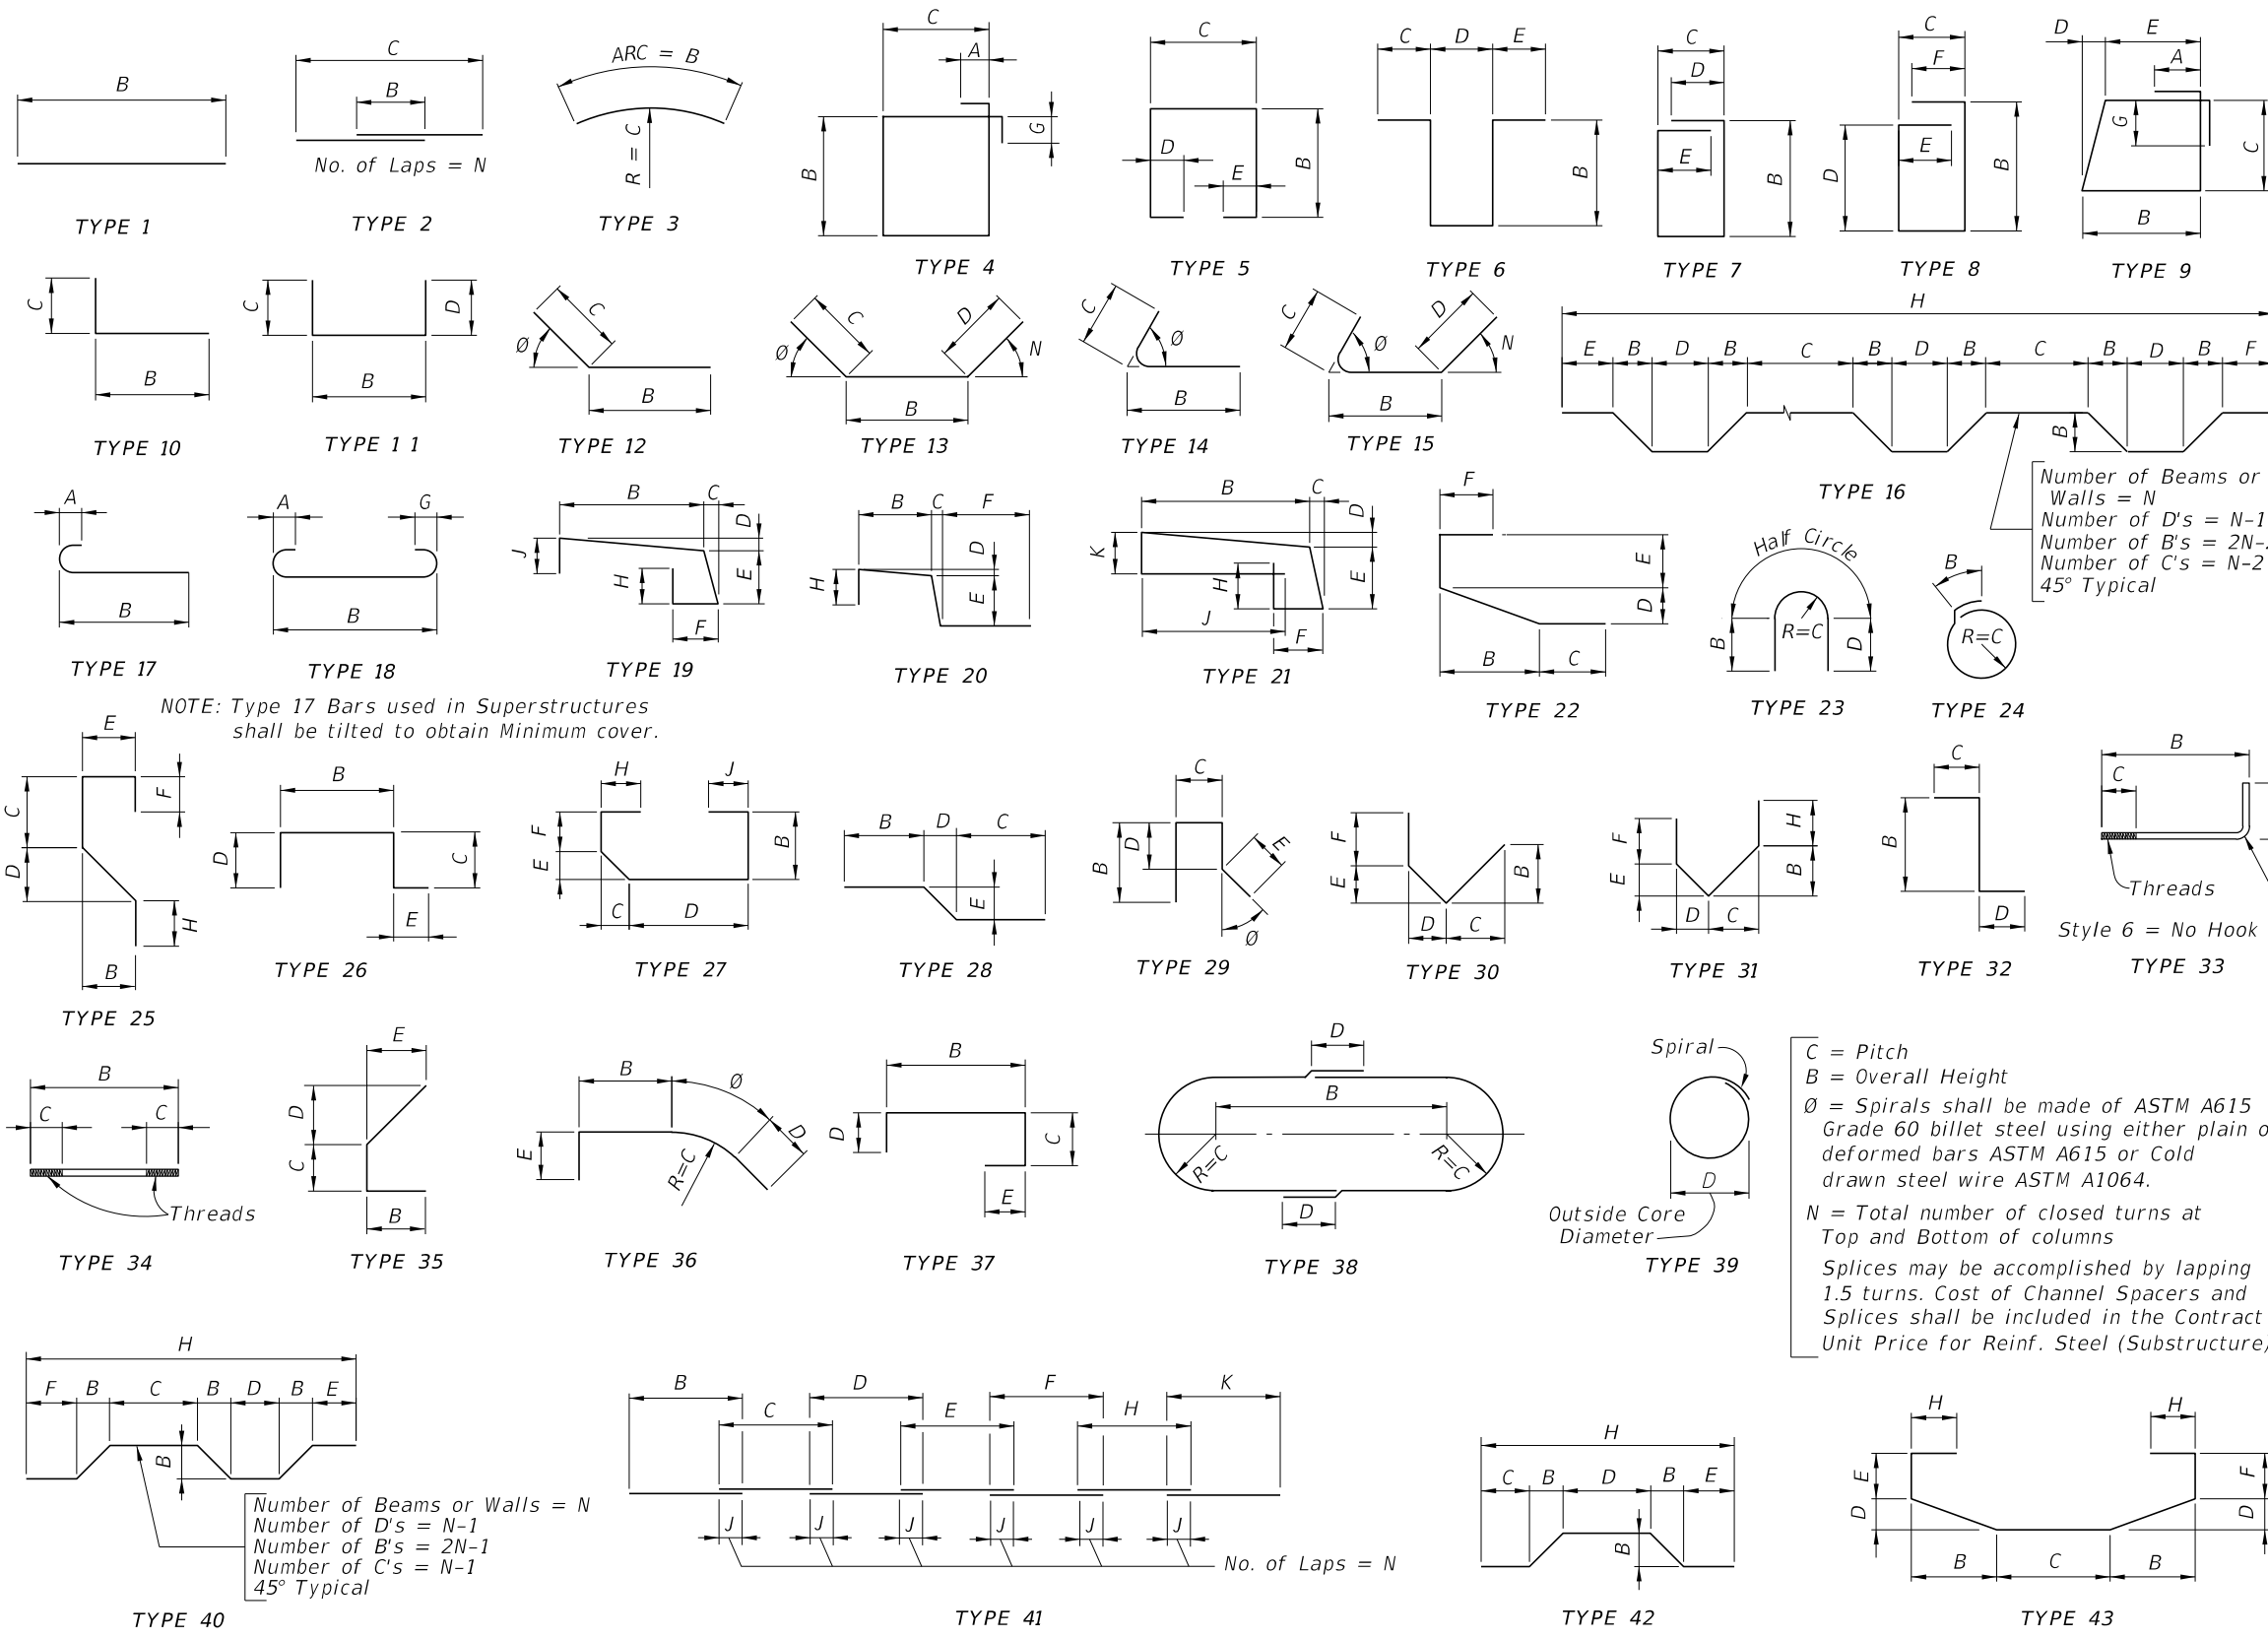 C
A
B
G
TYPE 4
B
TYPE 1
C
B
No. of Laps = N
TYPE 2
ARC = B
R = C
TYPE 3
C
D
E
B
TYPE 5
C
D
E
B
TYPE 6
C
D
E
B
TYPE 7
C
F
D
E
B
TYPE 8
D
E
A
G
C
B
TYPE 9
C
B
TYPE 10
C
D
B
TYPE 11
C
Ø
B
TYPE 12
C
D
Ø
N
B
TYPE 13
C
Ø
B
TYPE 14
C
D
Ø
N
B
TYPE 15
H
E
B
D
B
C
B
D
B
C
B
D
B
F
B
TYPE 16
Number of Beams or
Walls = N
Number of D's = N-1
Number of B's = 2N-
Number of C's = N-2
45° Typical
A
B
TYPE 17
A
G
B
TYPE 18
NOTE: Type 17 Bars used in Superstructures
shall be tilted to obtain Minimum cover.
B
C
D
J
H
E
F
TYPE 19
B
C
F
D
H
E
TYPE 20
B
C
D
K
H
E
J
F
TYPE 21
F
E
D
B
C
TYPE 22
Half Circle
R=C
B
D
TYPE 23
B
R=C
TYPE 24
E
C
F
D
H
B
TYPE 25
B
D
C
E
TYPE 26
H
J
F
E
B
C
D
TYPE 27
B
D
C
E
TYPE 28
C
B
D
E
Ø
TYPE 29
F
E
B
D
C
TYPE 30
F
E
H
B
D
C
TYPE 31
C
B
D
TYPE 32
B
C
Threads
Style 6 = No Hook
TYPE 33
B
C
C
Threads
TYPE 34
E
D
C
B
TYPE 35
B
Ø
D
E
R=C
TYPE 36
B
D
C
E
TYPE 37
D
B
R=C
R=C
D
TYPE 38
Spiral
D
Outside Core
Diameter
TYPE 39
C = Pitch
B = Overall Height
Ø = Spirals shall be made of ASTM A615
Grade 60 billet steel using either plain o
deformed bars ASTM A615 or Cold
drawn steel wire ASTM A1064.
N = Total number of closed turns at
Top and Bottom of columns
Splices may be accomplished by lapping
1.5 turns. Cost of Channel Spacers and
Splices shall be included in the Contract
Unit Price for Reinf. Steel (Substructure)
H
F
B
C
B
D
B
E
B
Number of Beams or Walls = N
Number of D's = N-1
Number of B's = 2N-1
Number of C's = N-1
45° Typical
TYPE 40
B
D
F
K
C
E
H
J
J
J
J
J
J
No. of Laps = N
TYPE 41
H
C
B
D
B
E
B
TYPE 42
H
H
E
F
D
D
B
C
B
TYPE 43